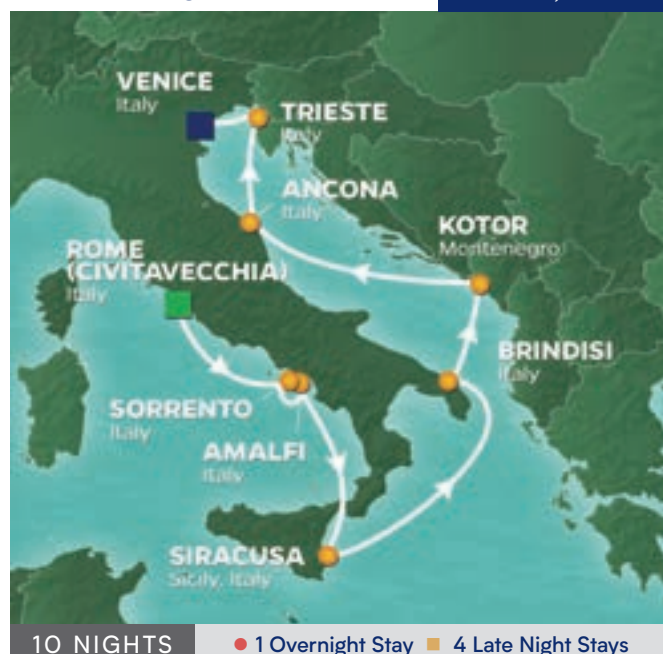 VENICE
Italy
TRIESTE
Italy
ANCONA
Italy
KOTOR
Montenegro
ROME
(CIVITAVECCHIA)
Italy
BRINDISI
Italy
SORRENTO
Italy
AMALFI
Italy
SIRACUSA
Sicily, Italy
10 NIGHTS
1 Overnight Stay
4 Late Night Stays